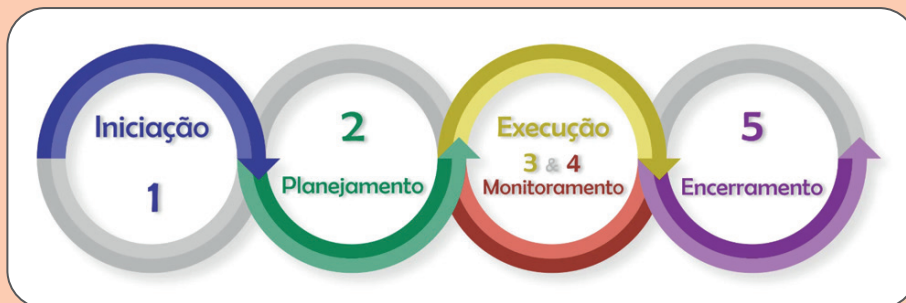 Iniciação
1
2
Planejamento
Execução
3 & 4
Monitoramento
5
Encerramento